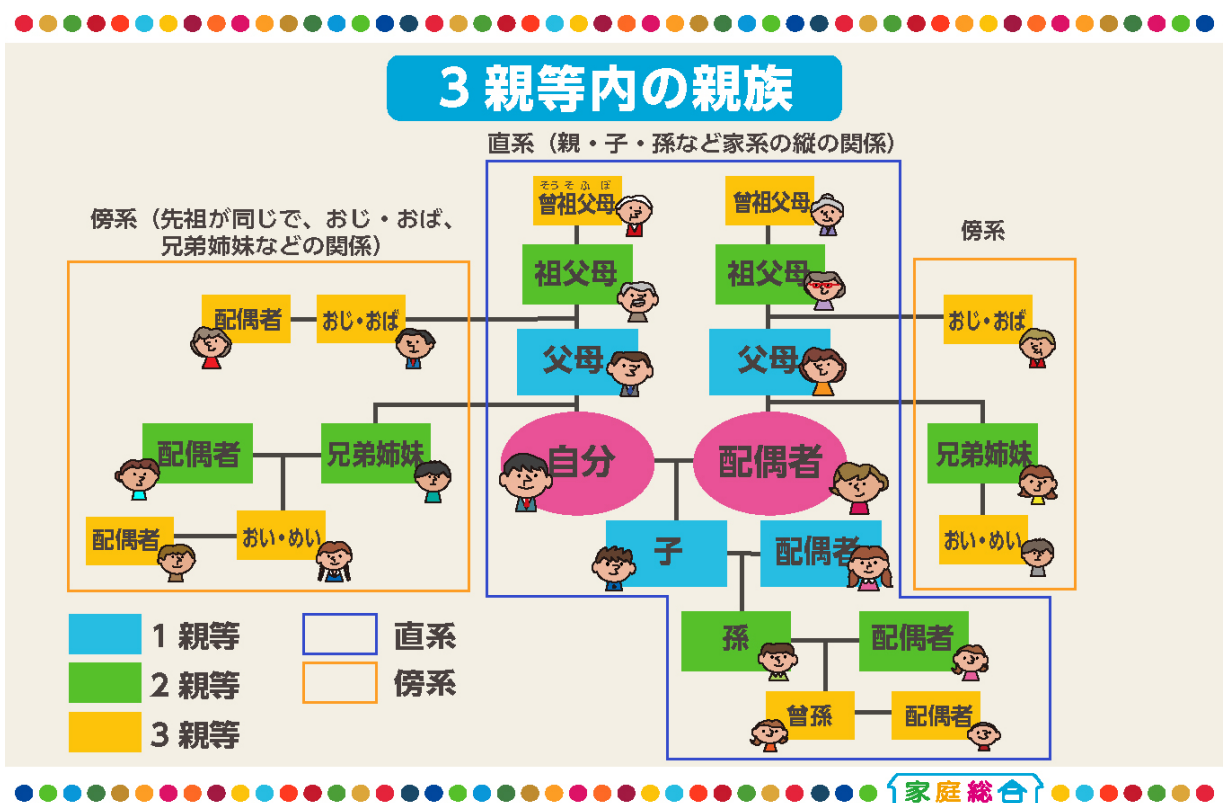 3親等内の親族
直系（親・子・孫など家系の縦の関係）
そうそふぼ
曾祖父母
曾祖父母
傍系（先祖が同じで、おじ・おば、
兄弟姉妹などの関係）
傍系
祖父母
祖父母
配偶者
おじ・おば
おじ・おば
父母
父母
配偶者
兄弟姉妹
自分
配偶者
兄弟姉妹
配偶者
おい・めい
子
配偶者
おい・めい
孫
配偶者
曾孫
配偶者
1親等
直系
2親等
傍系
3親等
家庭総合